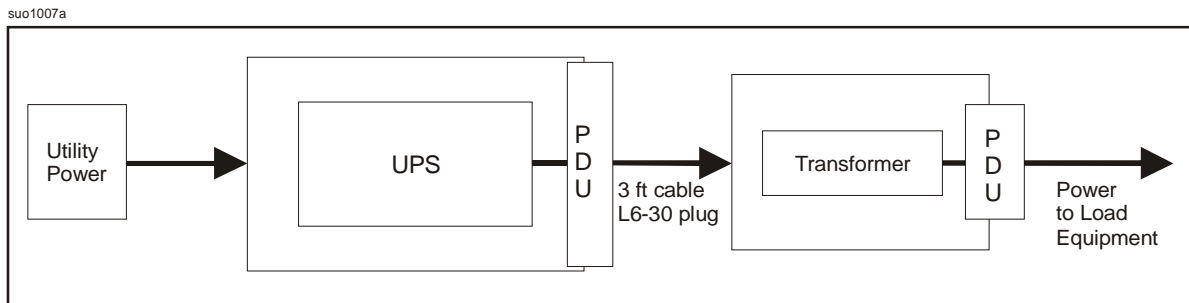 suo1007a
Utility
Power
UPS
P
D
U
3 ft cable
L6-30 plug
Transformer
P
D
U
Power
to Load
Equipment